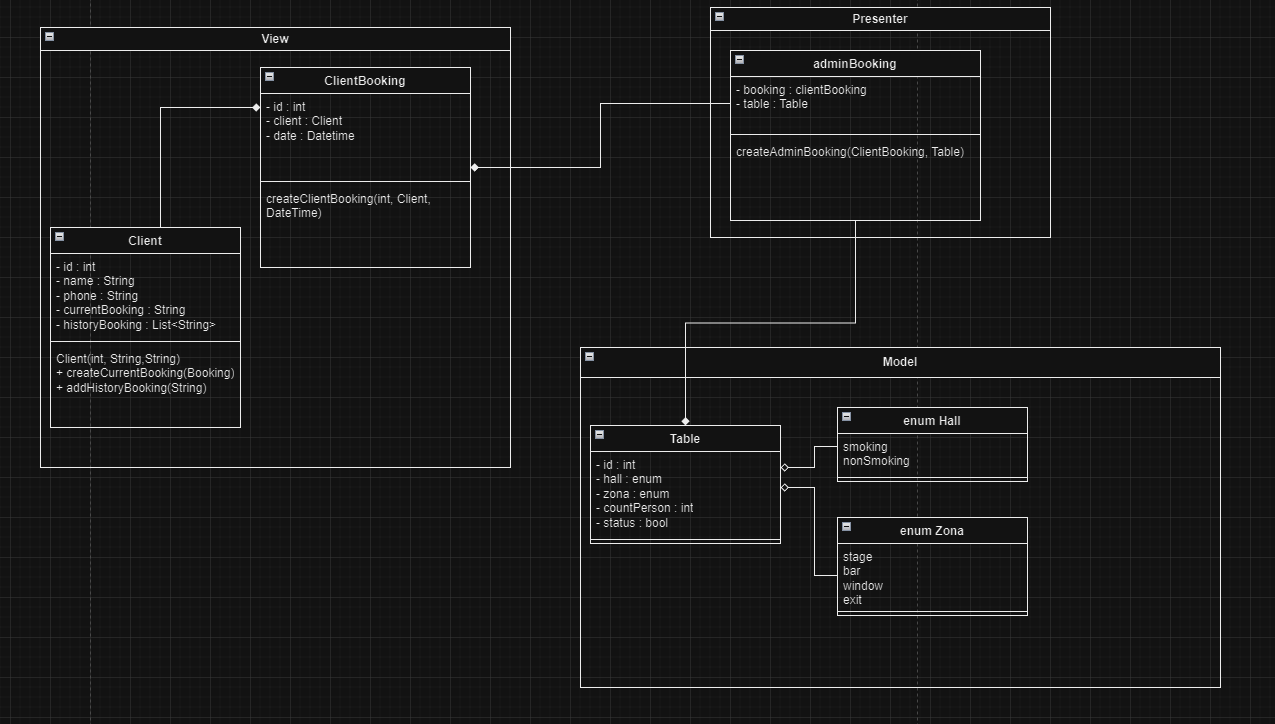 View
ClientBooking
- id : int
- client : Client
- date : Datetime
createClientBooking(int, Client,
DateTime)
Client
- id : int
- name : String
- phone : String
- currentBooking : String
- historyBooking : List<String>
Client(int, String,String)
+ createCurrentBooking(Booking)
+ addHistoryBooking(String)
Presenter
adminBooking
- booking : clientBooking
- table : Table
createAdminBooking(ClientBooking, Table)
Model
Table
- id : int
- hall : enum
- zona : enum
- countPerson : int
- status : bool
enum Hall
smoking
nonSmoking
enum Zona
stage
bar
window
exit